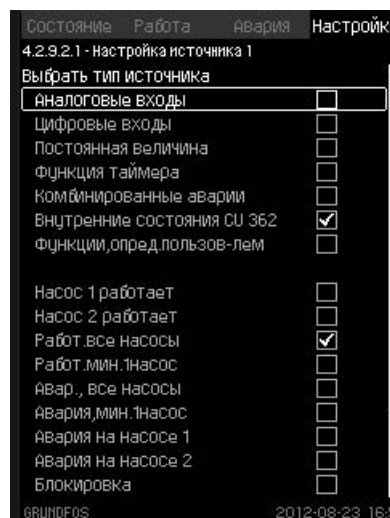 Состояние Работа Авария Настройк
4.2.9.2.1 - Настройка источника 1
Выбрать тип источника
Аналоговые входы
Цифровые входы
Постоянная величина
Функция таймера
Комбинированные аварии
Внутренние состояния CU 362
Функции,опред.пользов-лем
Насос 1 работает
Насос 2 работает
Работ.все насосы
Работ.мин.1насос
Авар., все насосы
Авария,мин.1насос
Авария на насосе 1
Авария на насосе 2
Блокировка
GRUNDFOS 2012-08-23 16: